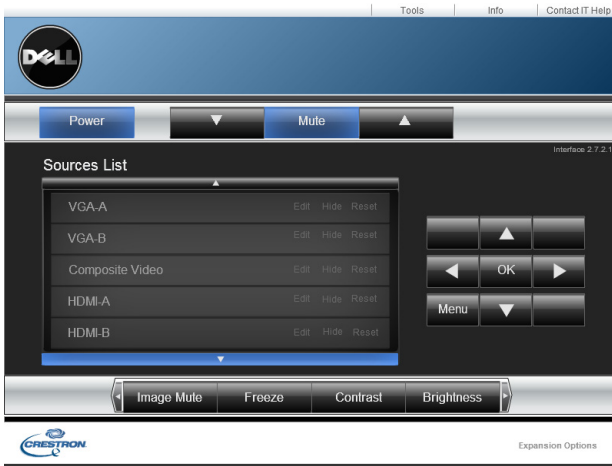 Tools Info Contact IT Help
DELL
Power Mute
Interface 2.7.2.1
Sources List
VGA-A Edit Hide Reset
VGA-B Edit Hide Reset
Composite Video Edit Hide Reset
HDMI-A Edit Hide Reset
HDMI-B Edit Hide Reset
OK
Menu
Image Mute Freeze Contrast Brightness
CRESTRON Expansion Options